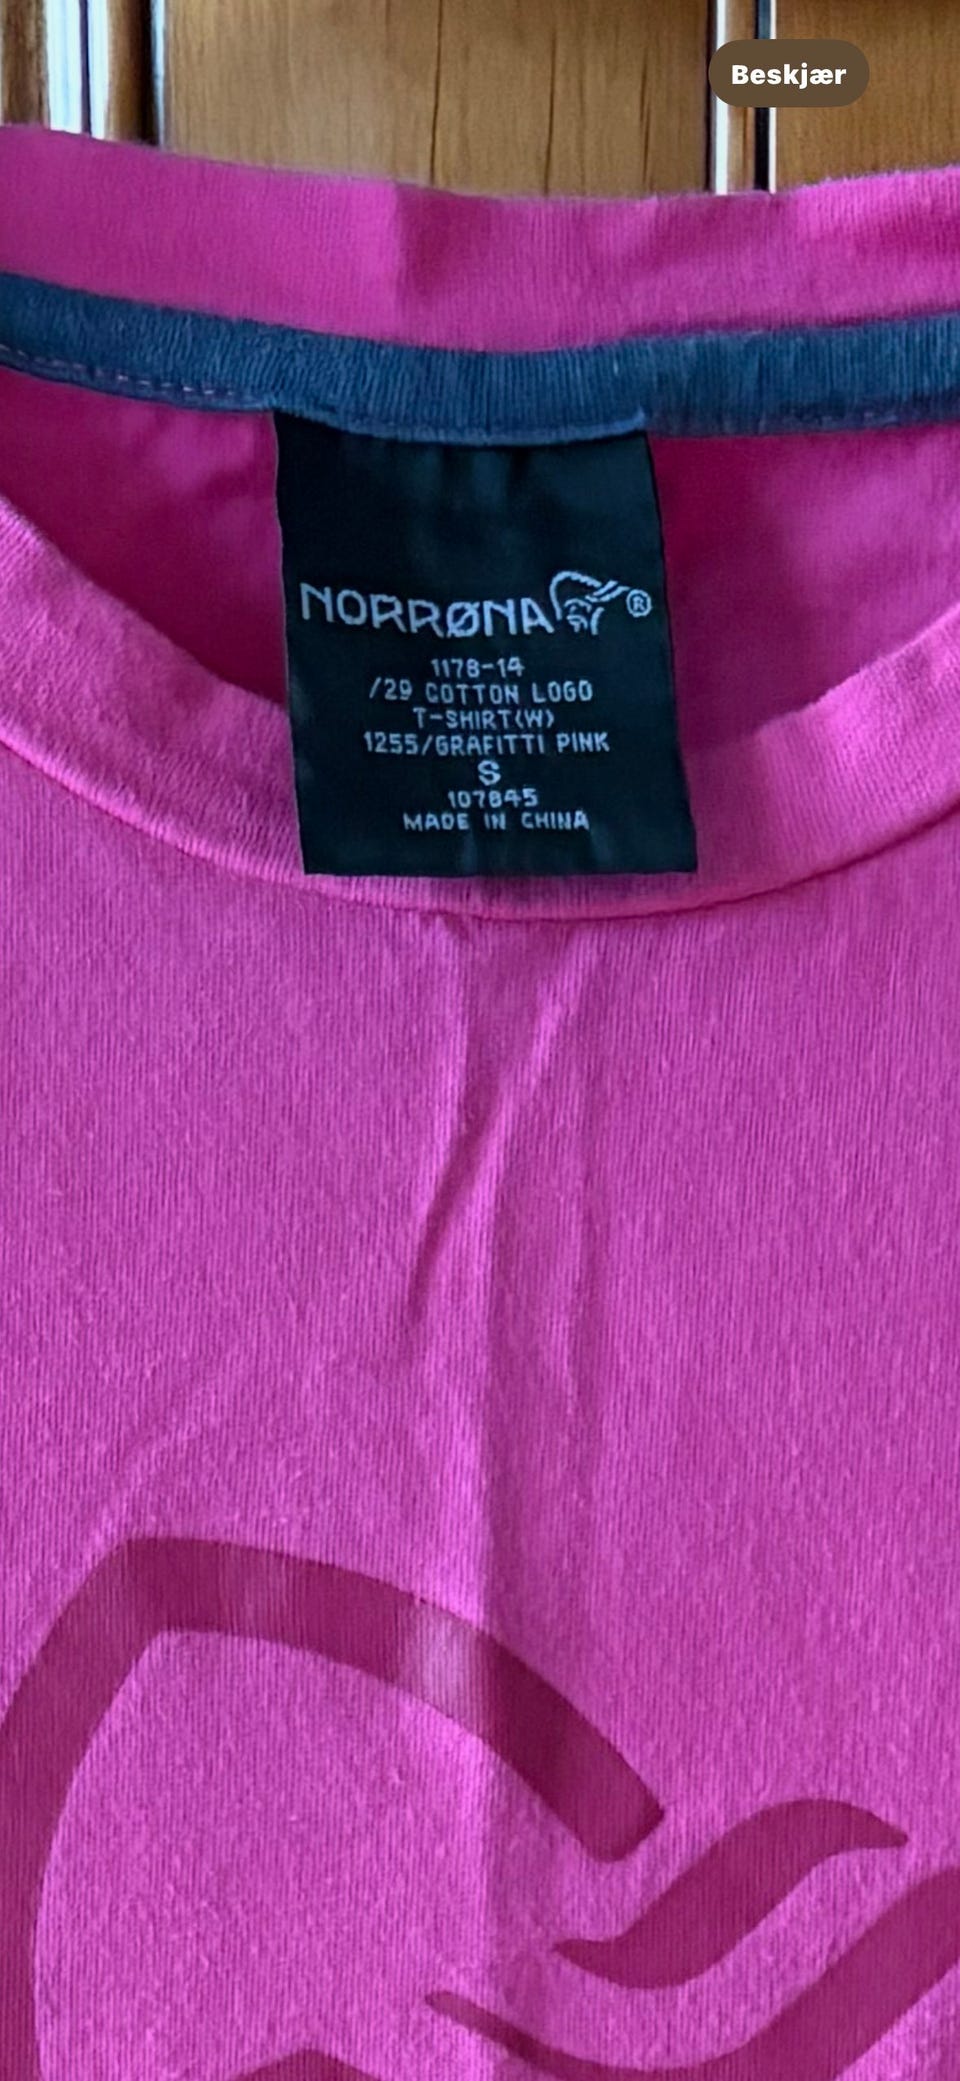 Beskjær
NORRØNA®
1178-14
/29 COTTON LOGO
T-SHIRT(W)
1255/GRAFITTI PINK
S
107845
MADE IN CHINA